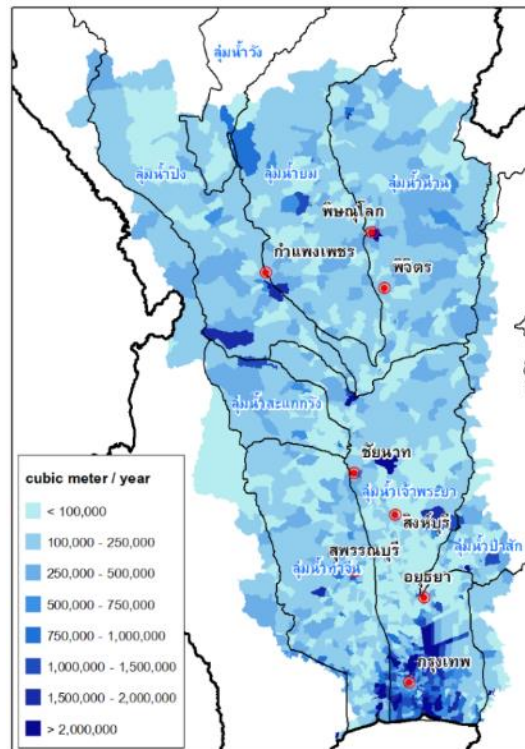 ลุ่มน้ำวัง
ลุ่มน้ำปิง
ลุ่มน้ำยม
ลุ่มน้ำน่าน
พิษณุโลก
กำแพงเพชร
พิจิตร
ลุ่มน้ำสะแกกรัง
ชัยนาท
ลุ่มน้ำเจ้าพระยา
สิงห์บุรี
สุพรรณบุรี
ลุ่มน้ำป่าสัก
ลุ่มน้ำท่าจีน
อยุธยา
กรุงเทพ
cubic meter / year
< 100,000
100,000 - 250,000
250,000 - 500,000
500,000 - 750,000
750,000 - 1,000,000
1,000,000 - 1,500,000
1,500,000 - 2,000,000
> 2,000,000